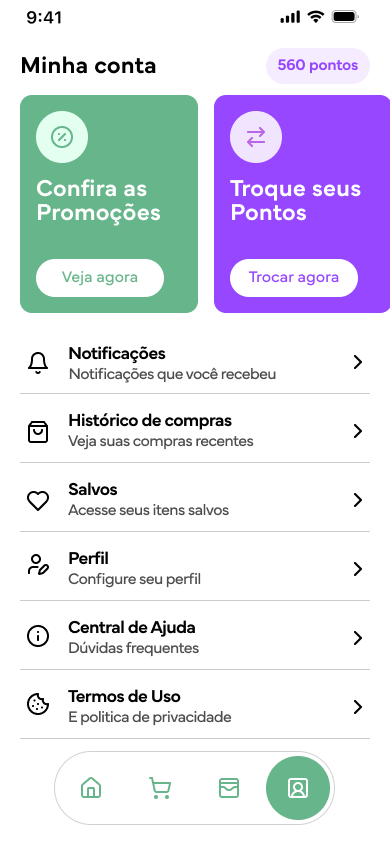 9:41
Minha conta
560 pontos
Confira as
Promoções
Veja agora
Troque seus
Pontos
Trocar agora
Notificações
Notificações que você recebeu
Histórico de compras
Veja suas compras recentes
Salvos
Acesse seus itens salvos
Perfil
Configure seu perfil
Central de Ajuda
Dúvidas frequentes
Termos de Uso
E politica de privacidade